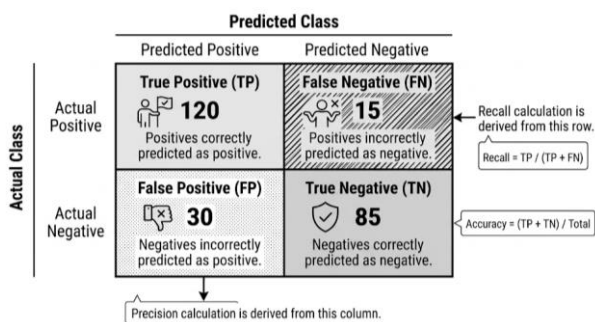 Predicted Class
Predicted Positive
Predicted Negative
Actual Class
Actual Positive
True Positive (TP)
120
Positives correctly
predicted as positive.
False Negative (FN)
15
Positives incorrectly
predicted as negative.
Recall calculation is
derived from this row.
Recall = TP / (TP + FN)
Actual Negative
False Positive (FP)
30
Negatives incorrectly
predicted as positive.
True Negative (TN)
85
Negatives correctly
predicted as negative.
Accuracy = (TP + TN) / Total
Precision calculation is derived from this column.